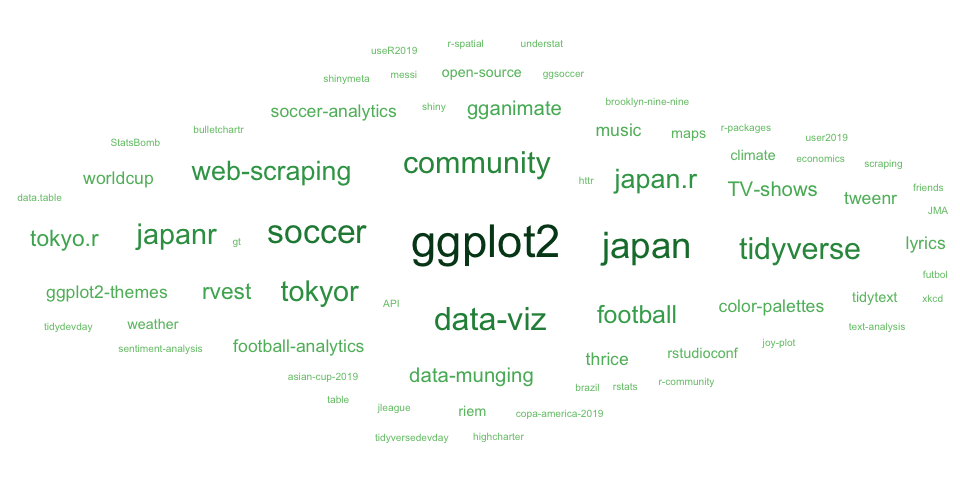 r-spatial understat
useR2019
shinymeta messi open-source ggsoccer
soccer-analytics shiny gganimate brooklyn-nine-nine
bulletchartr music maps r-packages
StatsBomb user2019
web-scraping community climate economics scraping
worldcup httr japan.r TV-shows friends
data.table tweenr JMA
tokyo.r japanr gt soccer ggplot2 japan tidyverse lyrics
futbol
ggplot2-themes rvest tokyor API color-palettes tidytext xkcd
tidydevday weather data-viz football text-analysis
sentiment-analysis football-analytics thrice rstudioconf joy-plot
asian-cup-2019 data-munging brazil rstats r-community
table jleague riem copa-america-2019
tidyversedevday highcharter